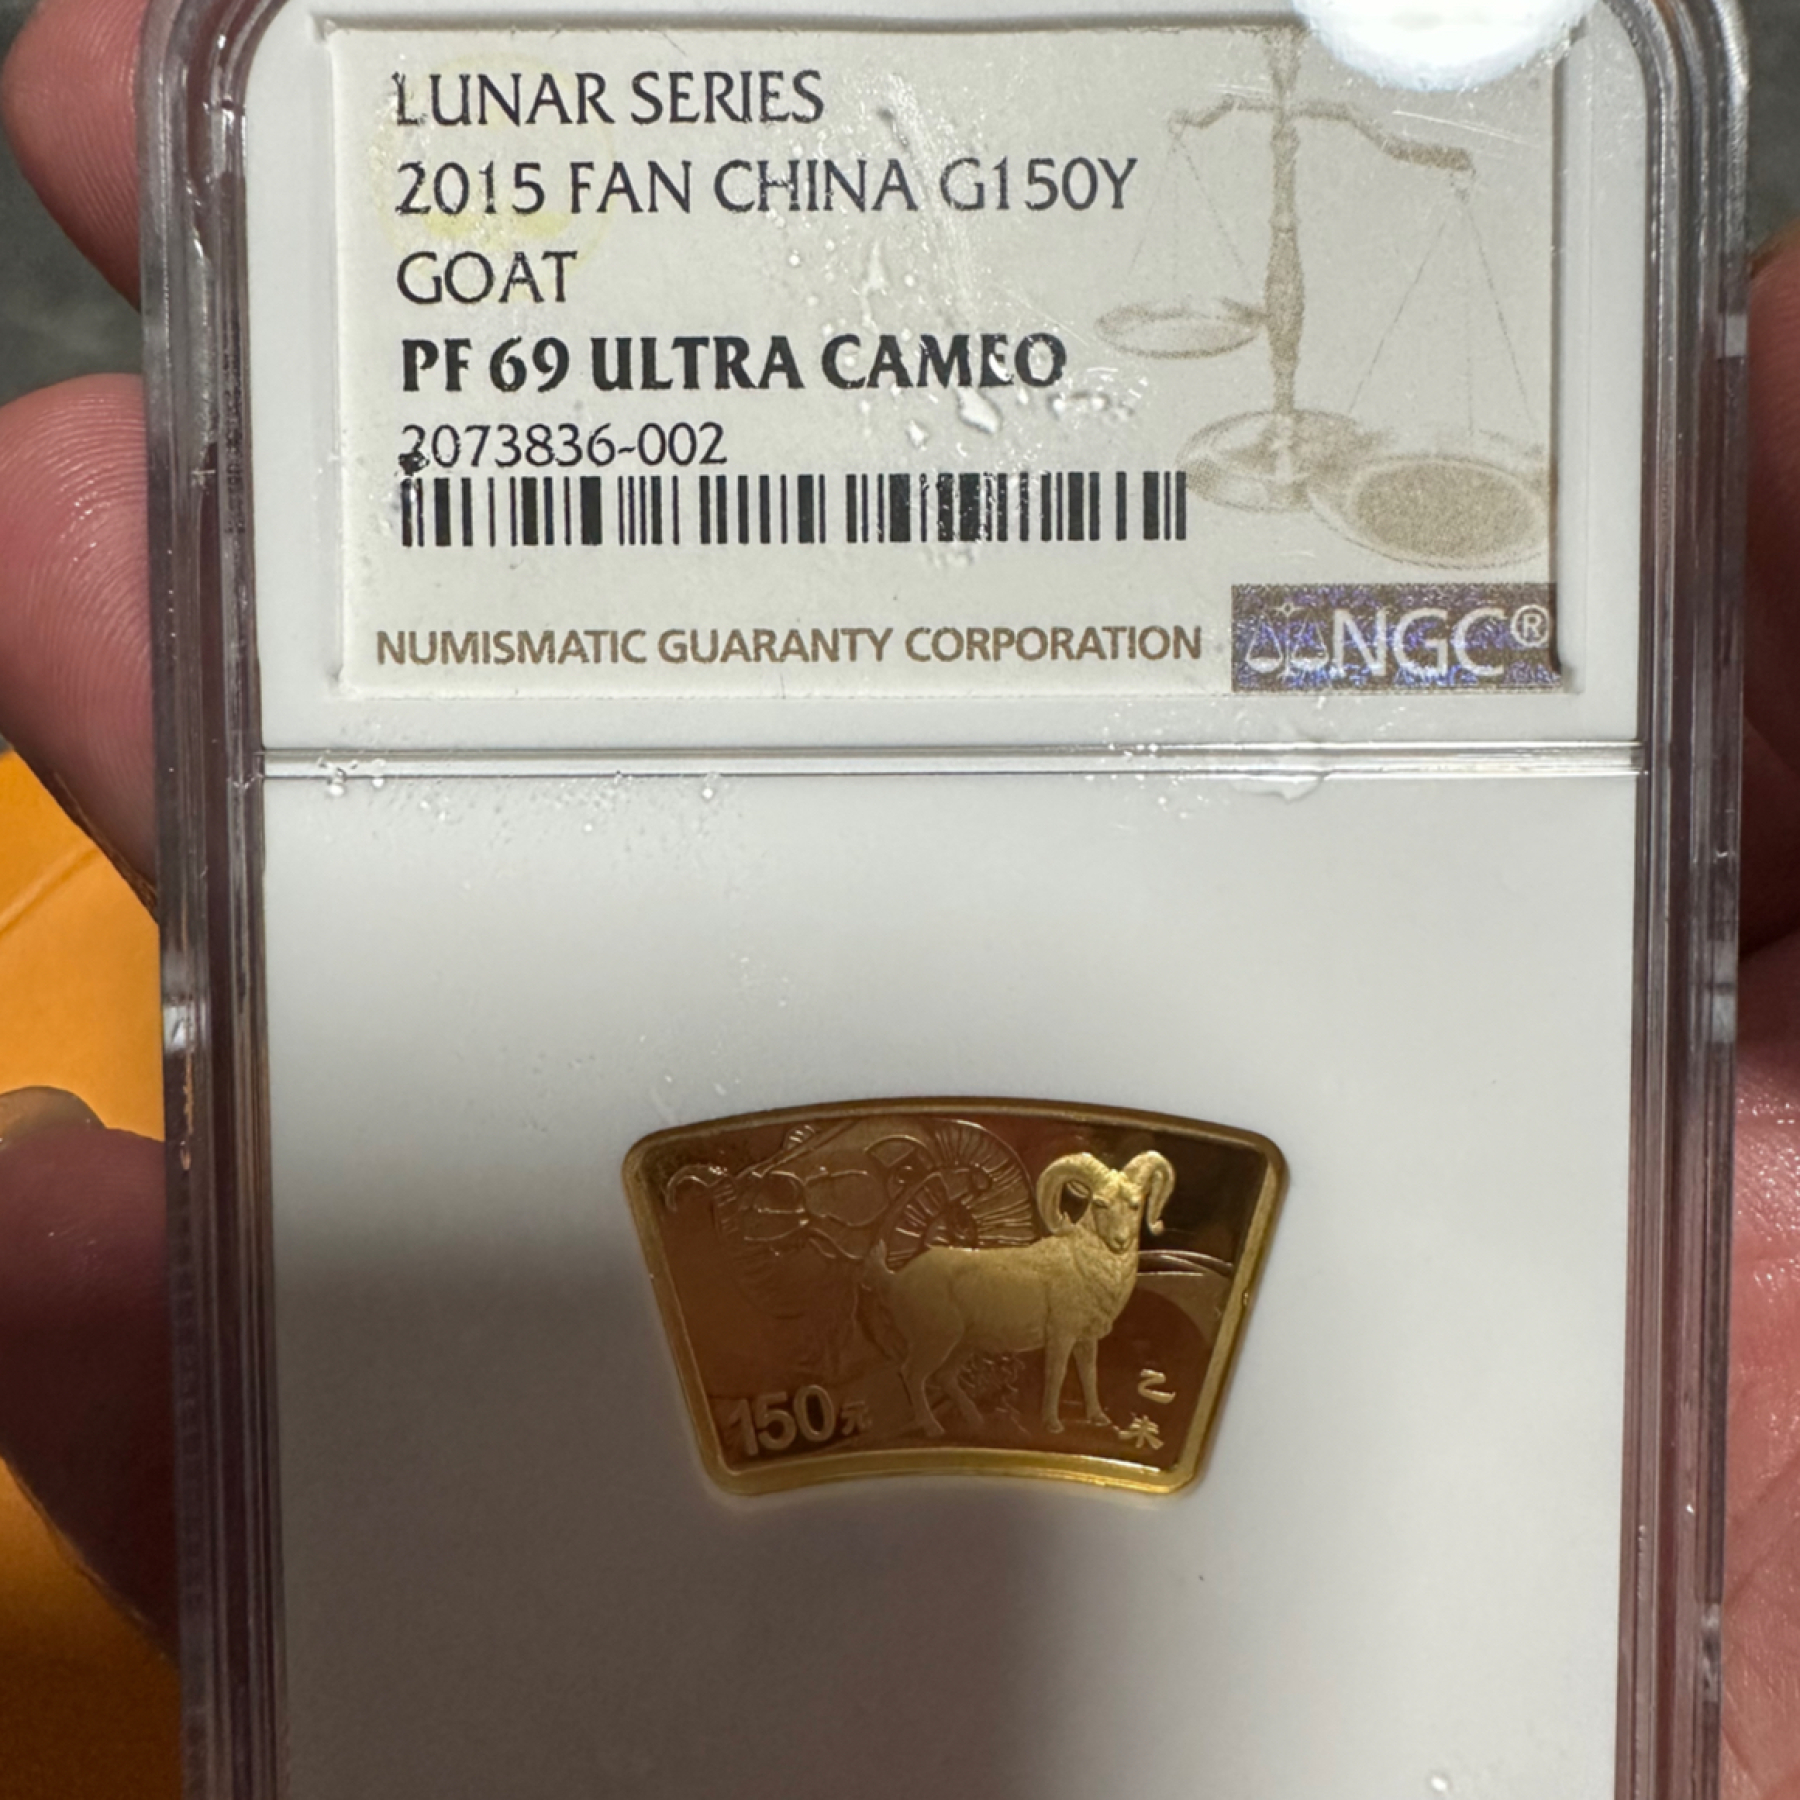 LUNAR SERIES
2015 FAN CHINA G150Y
GOAT
PF 69 ULTRA CAMEO
2073836-002
NUMISMATIC GUARANTY CORPORATION
NGC®
150元
乙
未